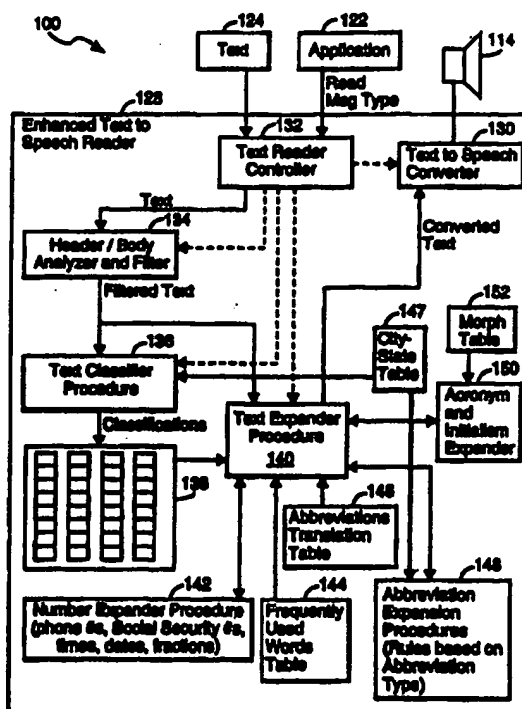 100
124
122
114
Text
Application
Read
Msg Type
128
Enhanced Text to
Speech Reader
132
Text Reader
Controller
130
Text to Speech
Converter
Text
134
Header / Body
Analyzer and Filter
Converted
Text
Filtered Text
136
Text Classifier
Procedure
147
City-
State
Table
152
Morph
Table
150
Acronym
and
Initialism
Expander
Classifications
Text Expander
Procedure
140
138
Abbreviations
Translation
Table
142
Number Expander Procedure
(phone #s, Social Security #s,
times, dates, fractions)
144
Frequently
Used
Words
Table
148
Abbreviation
Expansion
Procedures
(Rules based on
Abbreviation
Type)